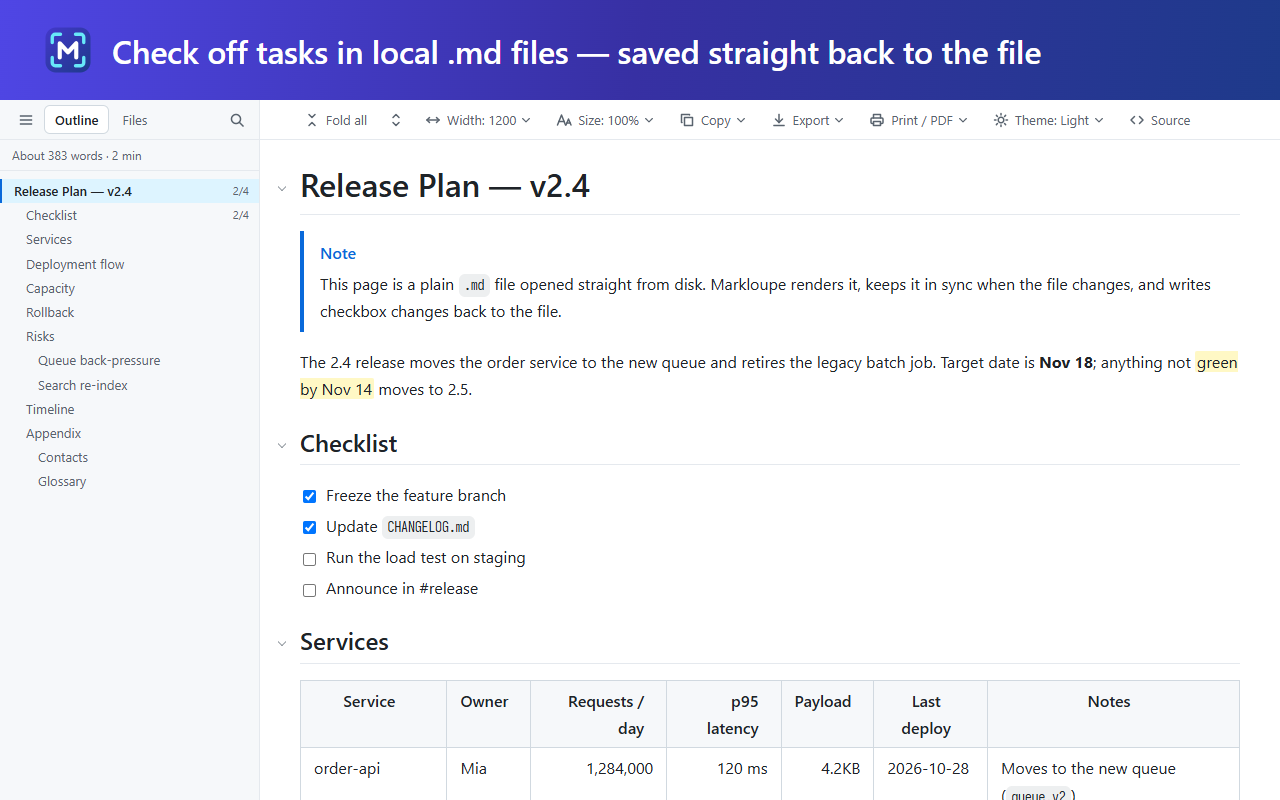 M
Check off tasks in local .md files — saved straight back to the file
Outline
Files
Fold all
Width: 1200
Size: 100%
Copy
Export
Print / PDF
Theme: Light
Source
About 383 words · 2 min
Release Plan — v2.4 2/4
Checklist 2/4
Services
Deployment flow
Capacity
Rollback
Risks
Queue back-pressure
Search re-index
Timeline
Appendix
Contacts
Glossary
Release Plan — v2.4
Note
This page is a plain .md file opened straight from disk. Markloupe renders it, keeps it in sync when the file changes, and writes
checkbox changes back to the file.
The 2.4 release moves the order service to the new queue and retires the legacy batch job. Target date is Nov 18; anything not green
by Nov 14 moves to 2.5.
Checklist
Freeze the feature branch
Update CHANGELOG.md
Run the load test on staging
Announce in #release
Services
Service Owner Requests / day p95 latency Payload Last deploy Notes
order-api Mia 1,284,000 120 ms 4.2KB 2026-10-28 Moves to the new queue
(queue v2)